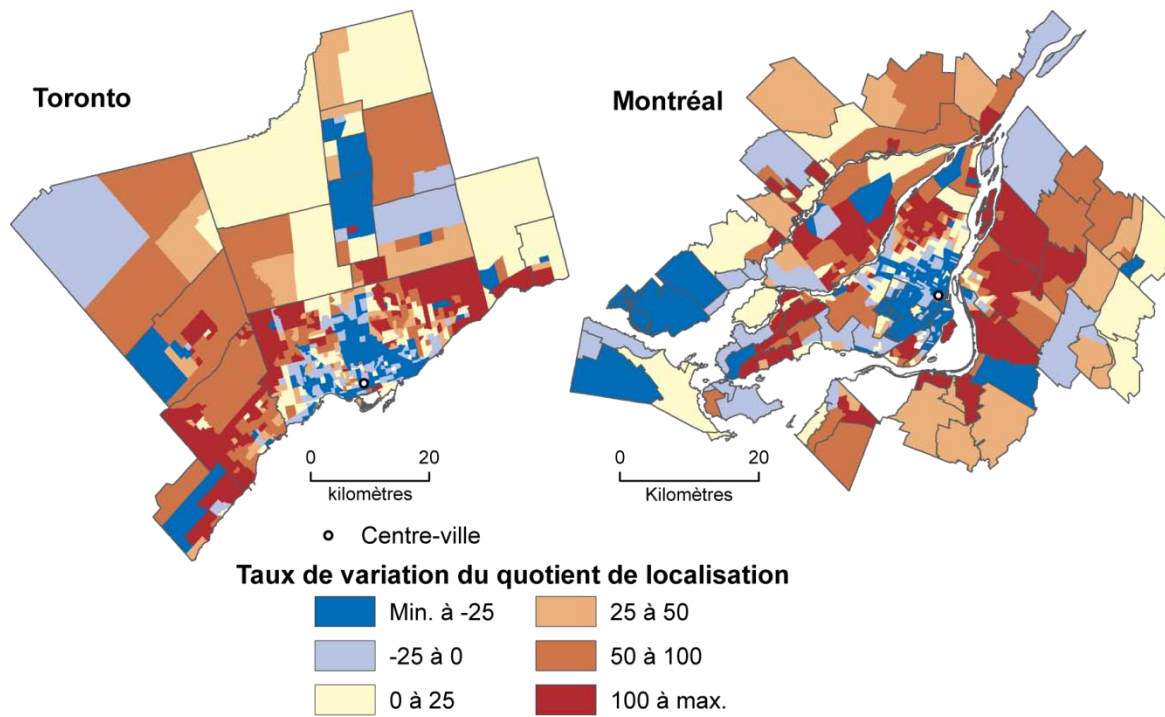 Toronto
Montréal
0 20
kilomètres
0 20
Kilomètres
Centre-ville
Taux de variation du quotient de localisation
Min. à -25
25 à 50
-25 à 0
50 à 100
0 à 25
100 à max.